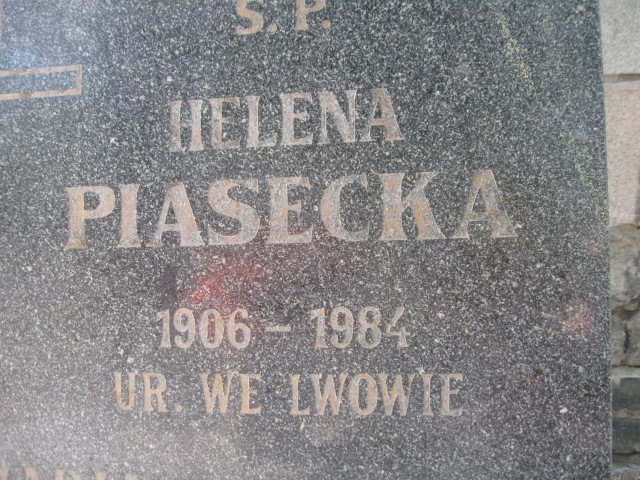 S. P.
HELENA
PIASECKA
1906 – 1984
UR. WE LWOWIE